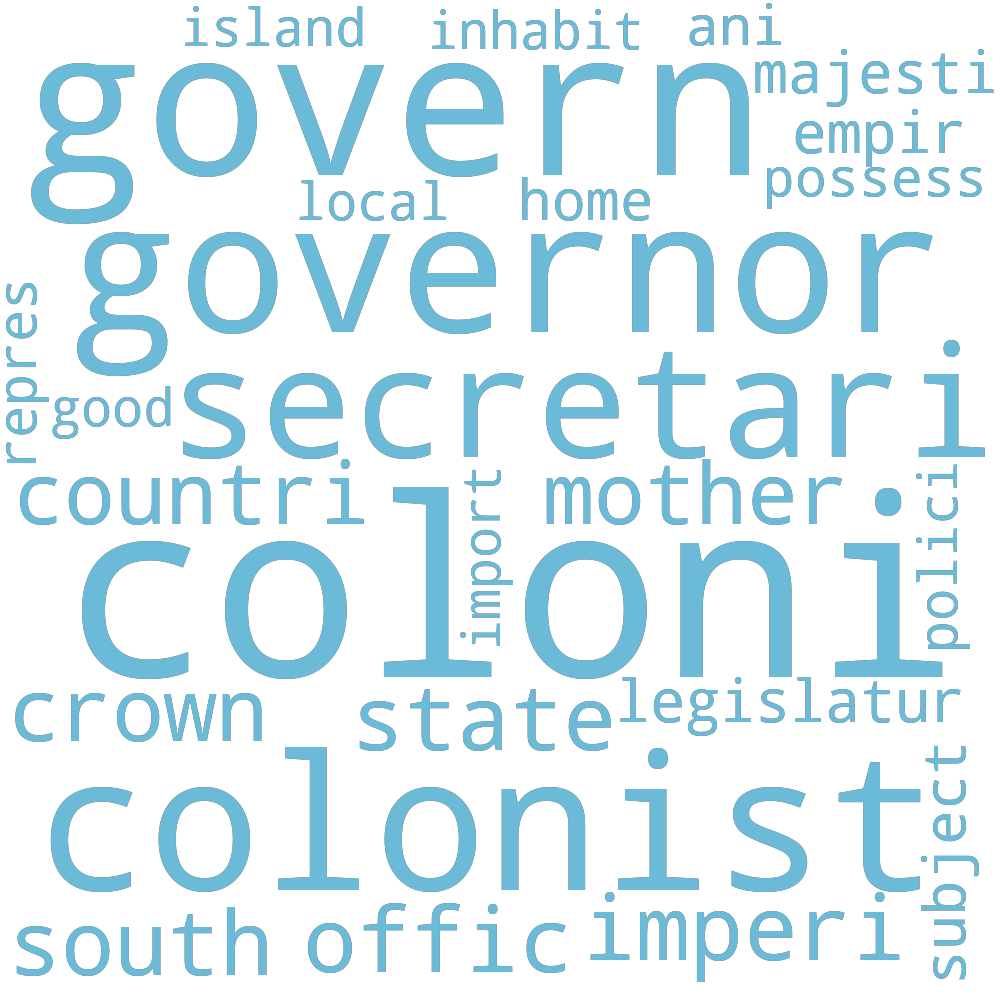 island inhabit ani
govern majesti
empir
possess
local home
governor
repres
good secretari
countri mother
import
coloni
polici
crown state legislatur
colonist
subject
south offic imperi